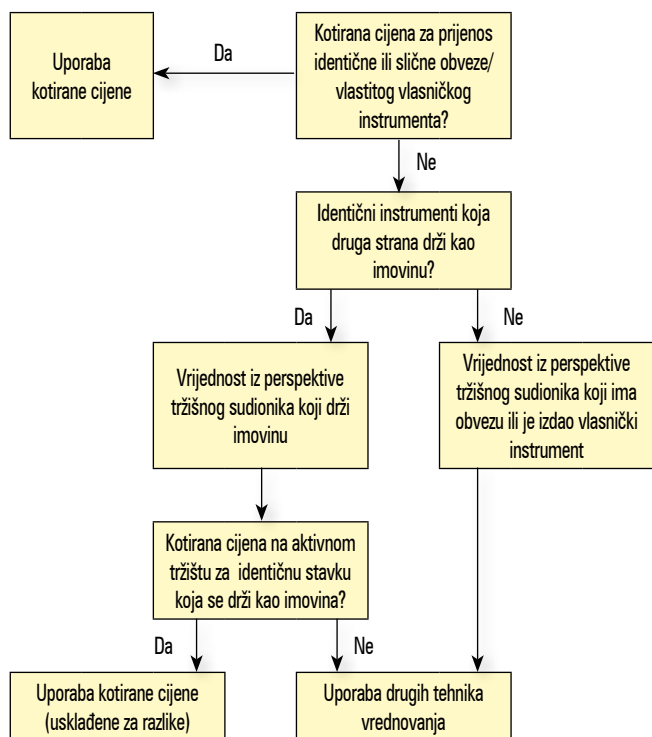 Uporaba
kotirane cijene
Da
Kotirana cijena za prijenos
identične ili slične obveze/
vlastitog vlasničkog
instrumenta?
Ne
Identični instrumenti koja
druga strana drži kao
imovinu?
Da
Ne
Vrijednost iz perspektive
tržišnog sudionika koji drži
imovinu
Vrijednost iz perspektive
tržišnog sudionika koji ima
obvezu ili je izdao vlasnički
instrument
Kotirana cijena na aktivnom
tržištu za identičnu stavku
koja se drži kao imovina?
Da
Ne
Uporaba kotirane cijene
(usklađene za razlike)
Uporaba drugih tehnika
vrednovanja